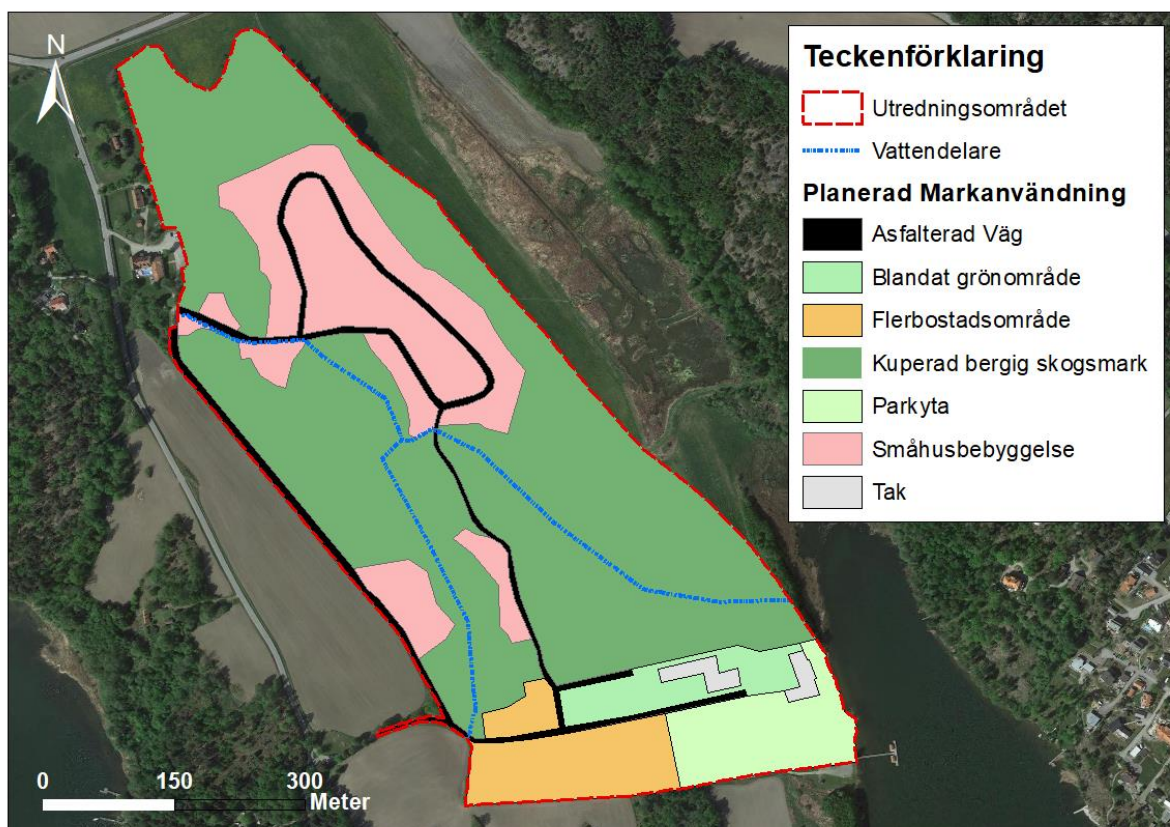 N
Teckenförklaring
Utredningsområdet
Vattendelare
Planerad Markanvändning
Asfalterad Väg
Blandat grönområde
Flerbostadsområde
Kuperad bergig skogsmark
Parkyta
Småhusbebyggelse
Tak
0 150 300
Meter